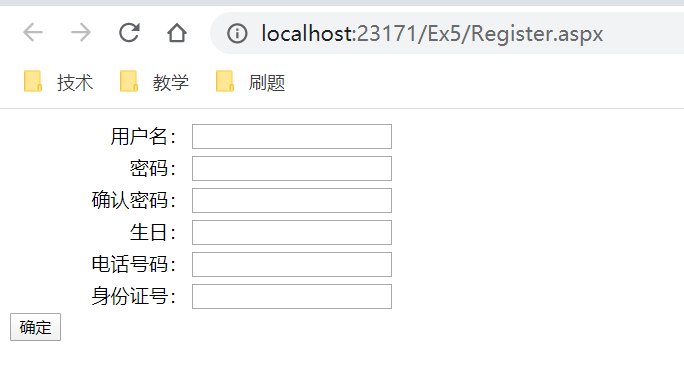 localhost:23171/Ex5/Register.aspx
技术 教学 刷题
用户名：
密码：
确认密码：
生日：
电话号码：
身份证号：
确定